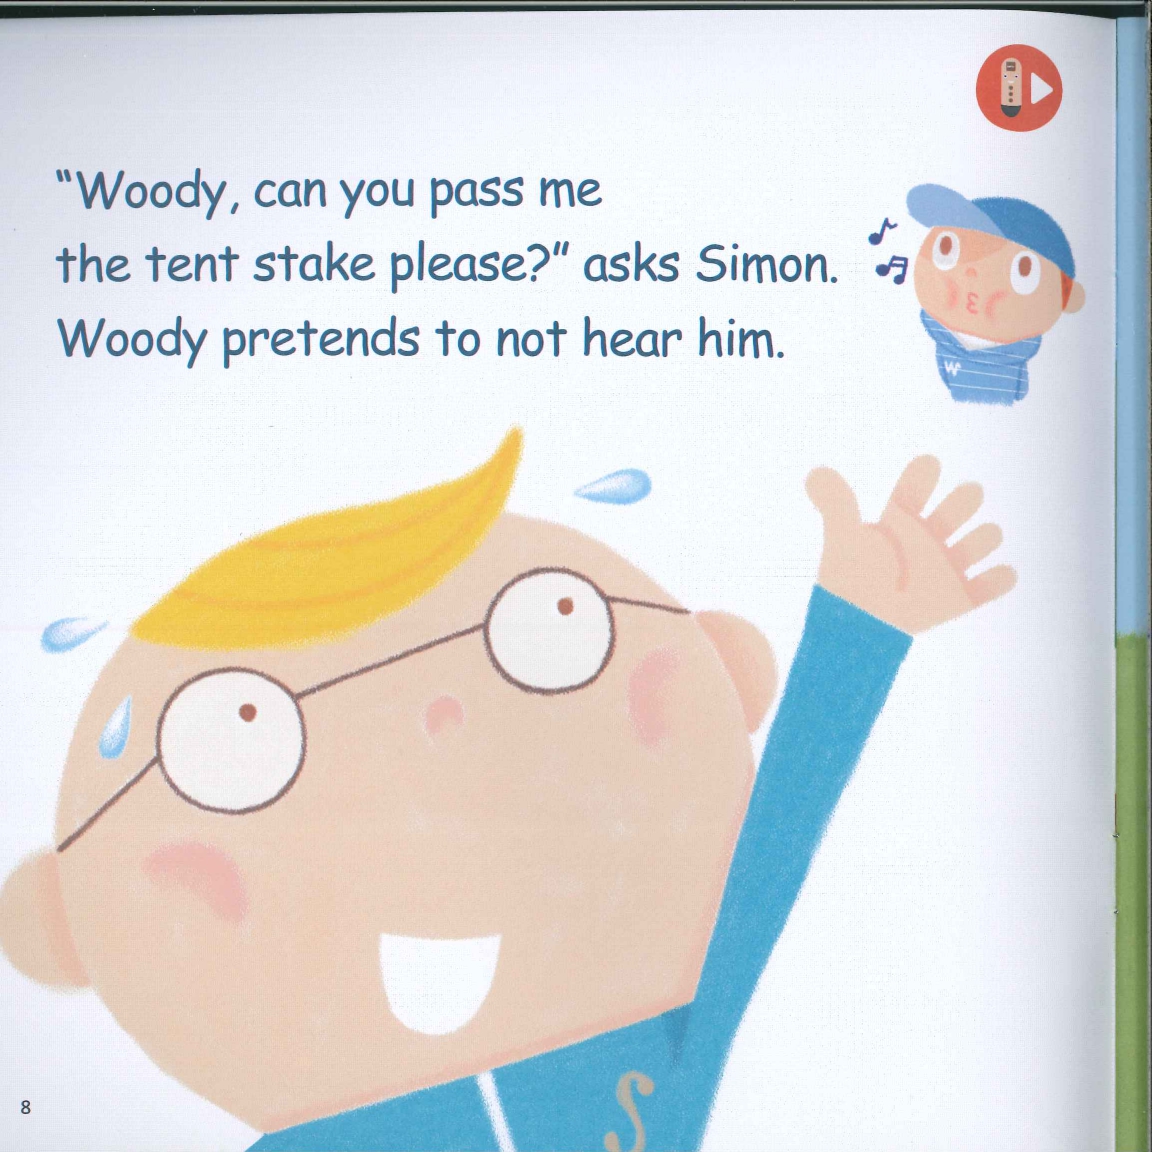 “Woody, can you pass me
the tent stake please?” asks Simon.
Woody pretends to not hear him.
W
S
8